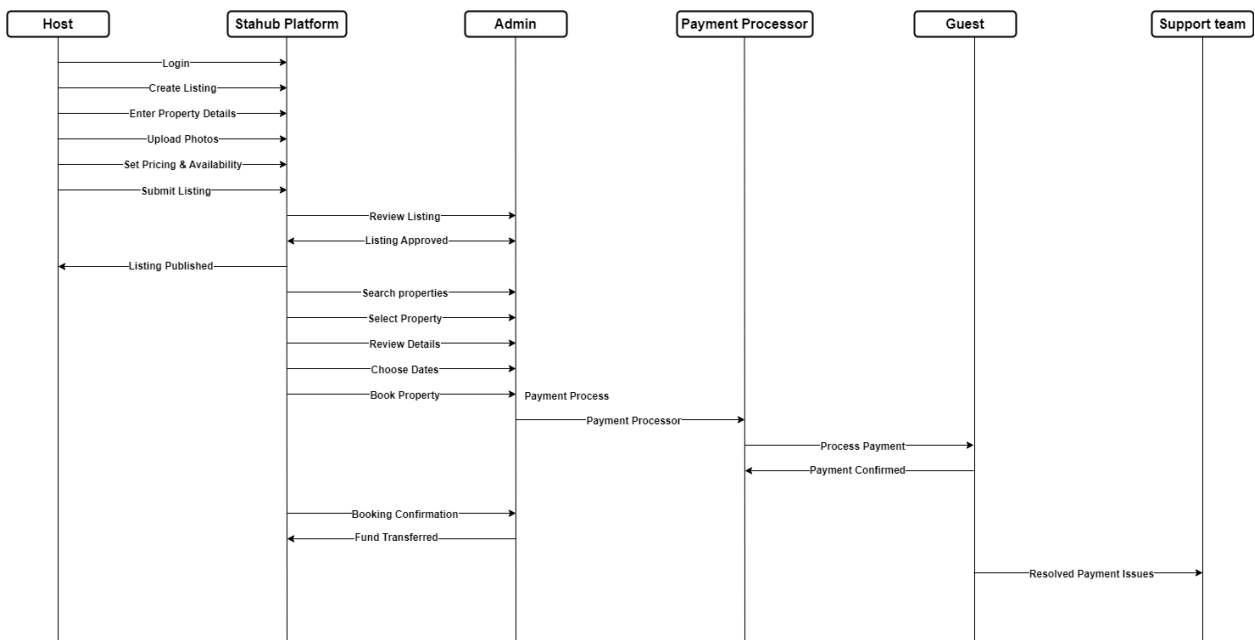 Host
Stahub Platform
Admin
Payment Processor
Guest
Support team
Login
Create Listing
Enter Property Details
Upload Photos
Set Pricing & Availability
Submit Listing
Review Listing
Listing Approved
Listing Published
Search properties
Select Property
Review Details
Choose Dates
Book Property
Payment Process
Payment Processor
Process Payment
Payment Confirmed
Booking Confirmation
Fund Transferred
Resolved Payment Issues